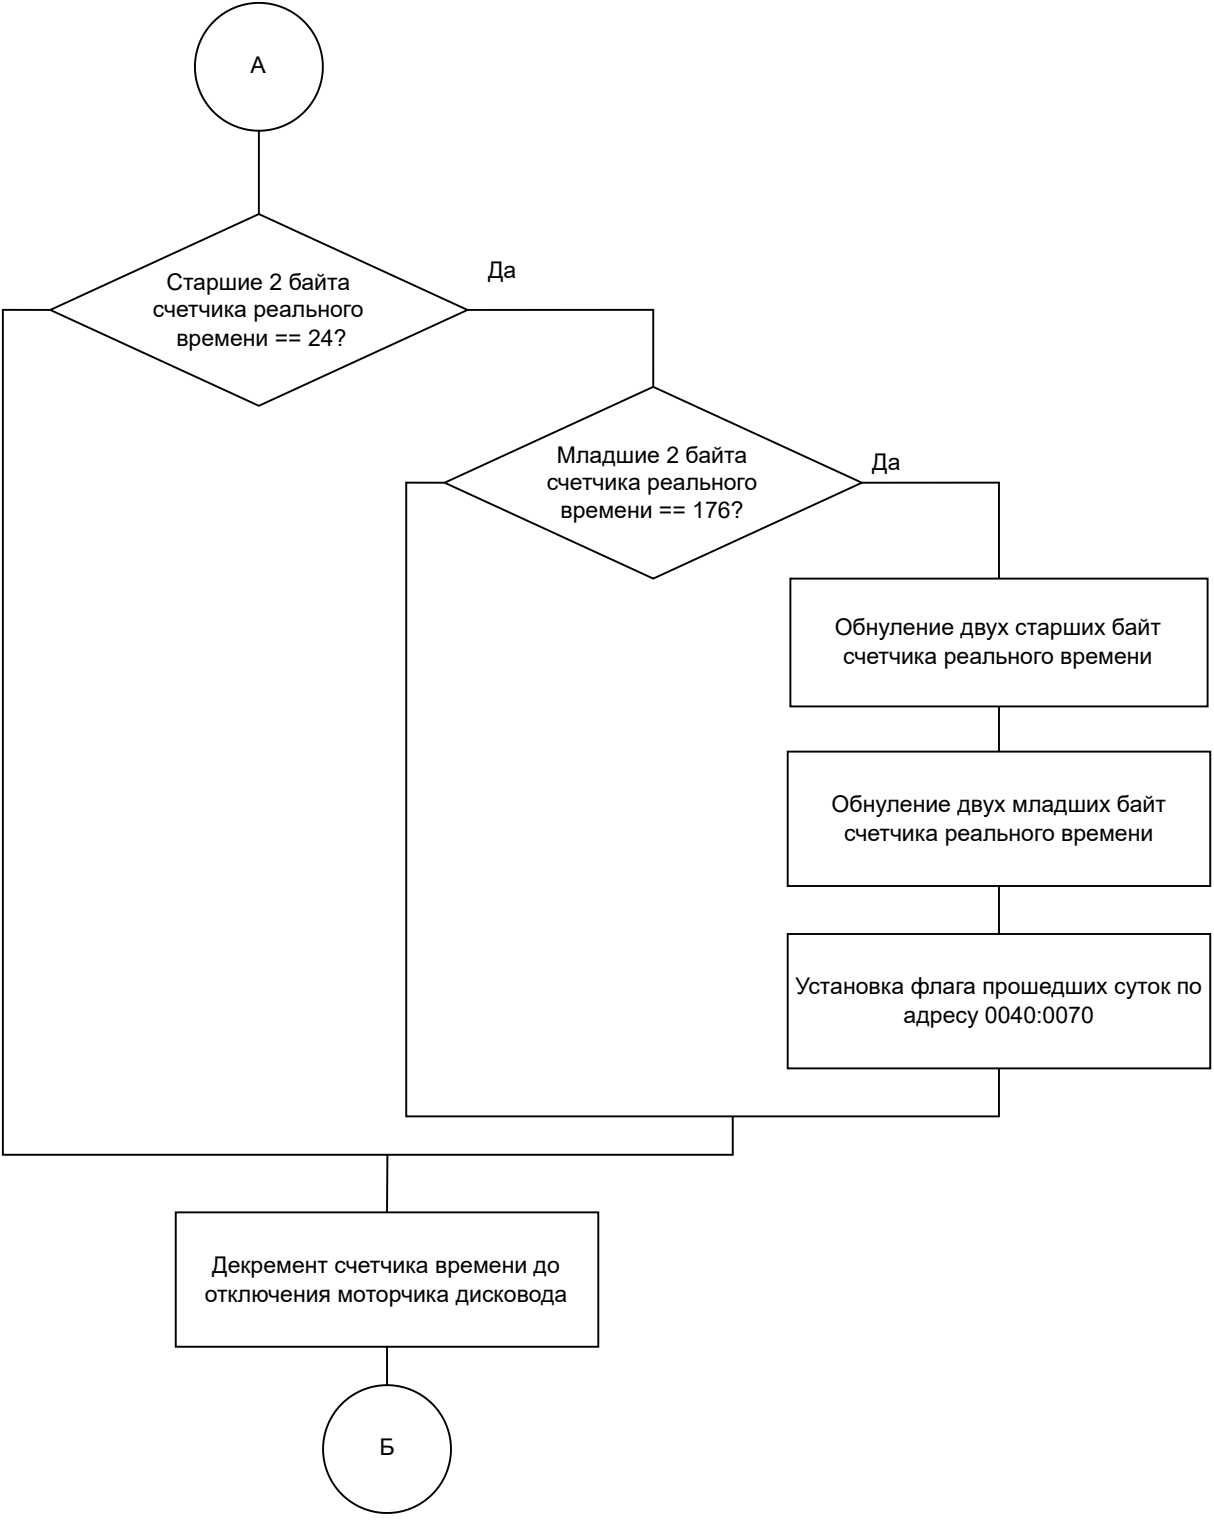 А
Да
Старшие 2 байта
счетчика реального
времени == 24?
Да
Младшие 2 байта
счетчика реального
времени == 176?
Обнуление двух старших байт
счетчика реального времени
Обнуление двух младших байт
счетчика реального времени
Установка флага прошедших суток по
адресу 0040:0070
Декремент счетчика времени до
отключения моторчика дисковода
Б